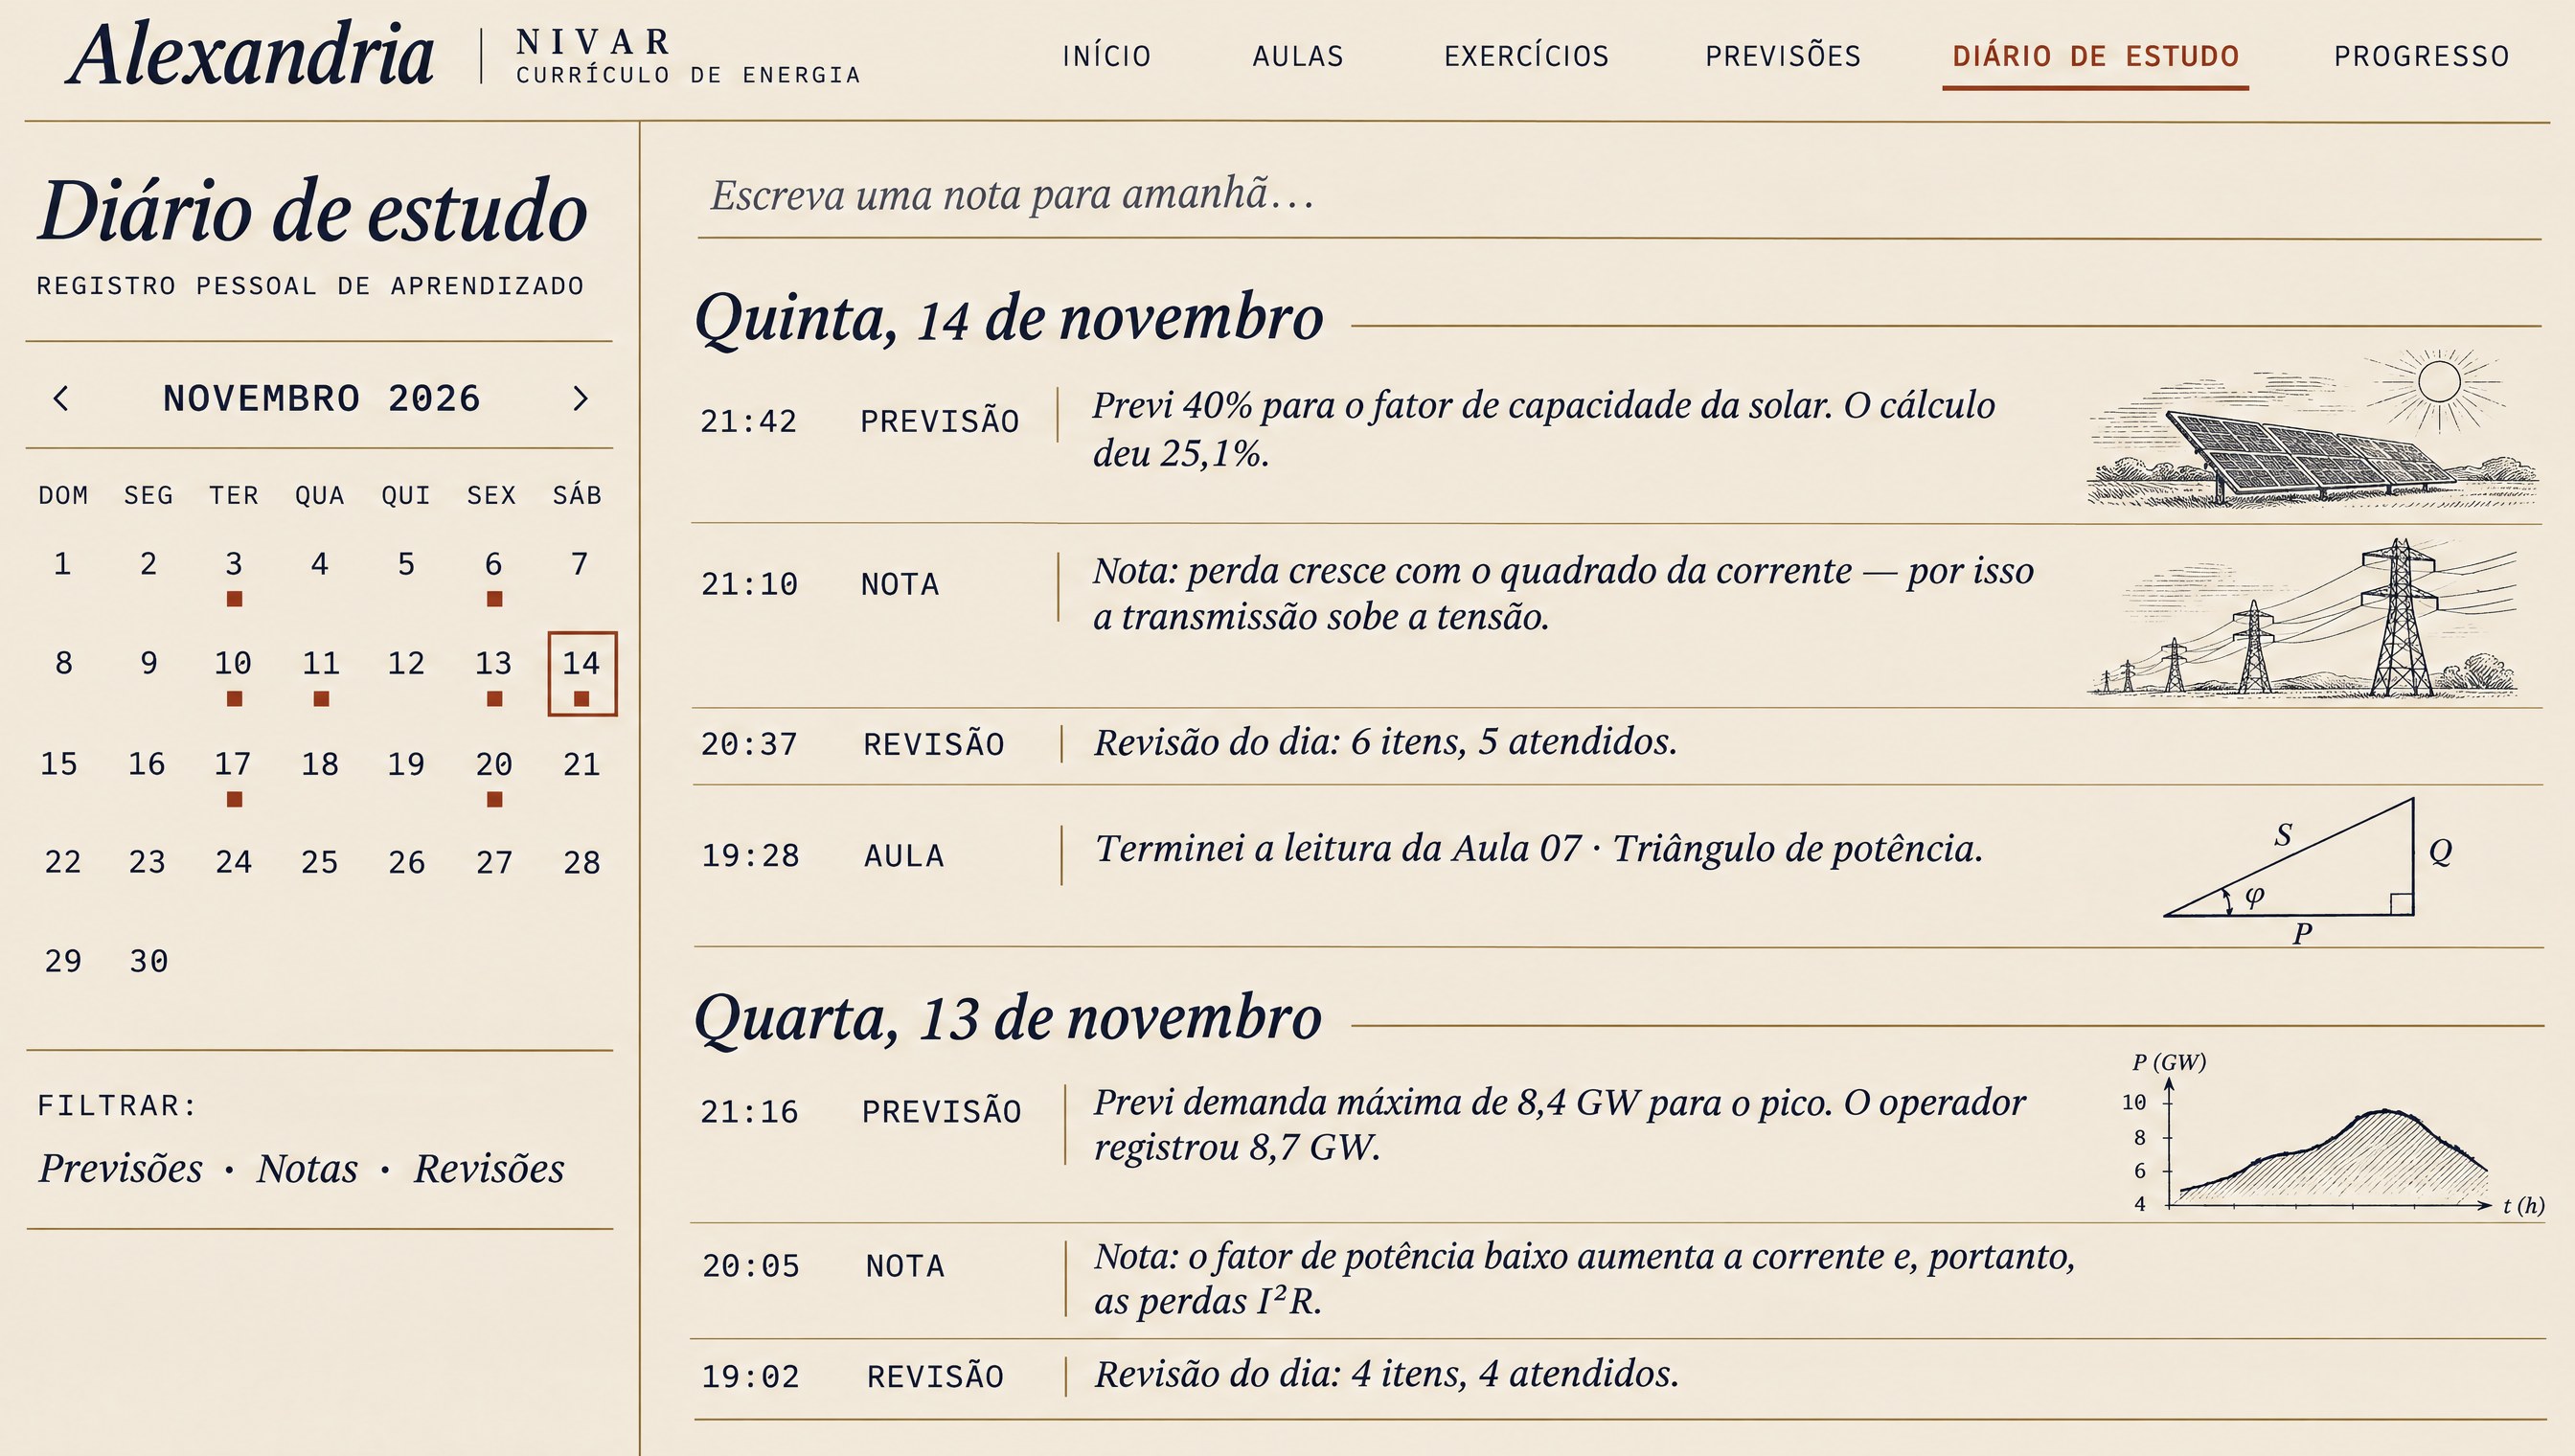 Alexandria
NIVAR
CURRÍCULO DE ENERGIA
INÍCIO
AULAS
EXERCÍCIOS
PREVISÕES
DIÁRIO DE ESTUDO
PROGRESSO
Diário de estudo
REGISTRO PESSOAL DE APRENDIZADO
NOVEMBRO 2026
DOM SEG TER QUA QUI SEX SÁB
1 2 3 4 5 6 7
8 9 10 11 12 13 14
15 16 17 18 19 20 21
22 23 24 25 26 27 28
29 30
FILTRAR:
Previsões · Notas · Revisões
Escreva uma nota para amanhã...
Quinta, 14 de novembro
21:42 PREVISÃO Previ 40% para o fator de capacidade da solar. O cálculo
deu 25,1%.
21:10 NOTA Nota: perda cresce com o quadrado da corrente — por isso
a transmissão sobe a tensão.
20:37 REVISÃO Revisão do dia: 6 itens, 5 atendidos.
19:28 AULA Terminei a leitura da Aula 07 · Triângulo de potência.
S
Q
φ
P
Quarta, 13 de novembro
21:16 PREVISÃO Previ demanda máxima de 8,4 GW para o pico. O operador
registrou 8,7 GW.
P (GW)
10
8
6
4
t (h)
20:05 NOTA Nota: o fator de potência baixo aumenta a corrente e, portanto,
as perdas I²R.
19:02 REVISÃO Revisão do dia: 4 itens, 4 atendidos.